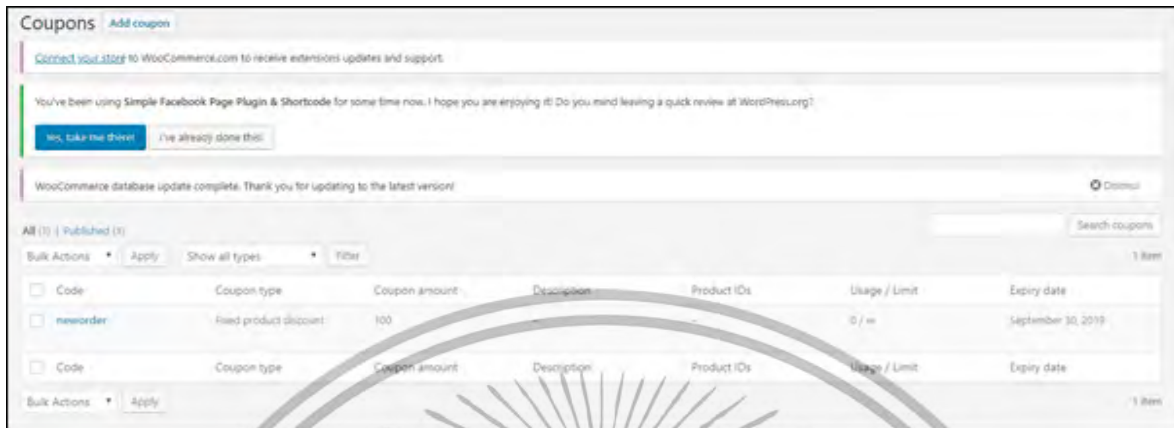 Coupons Add coupon
Connect your store to WooCommerce.com to receive extensions updates and support.
You've been using Simple Facebook Page Plugin & Shortcode for some time now. I hope you are enjoying it! Do you mind leaving a quick review at WordPress.org?
Yes, take me there! I've already done this!
WooCommerce database update complete. Thank you for updating to the latest version! Dismiss
All (1) | Published (1) Search coupons
Bulk Actions Apply Show all types Filter 1 item
Code Coupon type Coupon amount Description Product IDs Usage / Limit Expiry date
neworder Fixed product discount 100 – – 0 / ∞ September 30, 2019
Code Coupon type Coupon amount Description Product IDs Usage / Limit Expiry date
Bulk Actions Apply 1 item